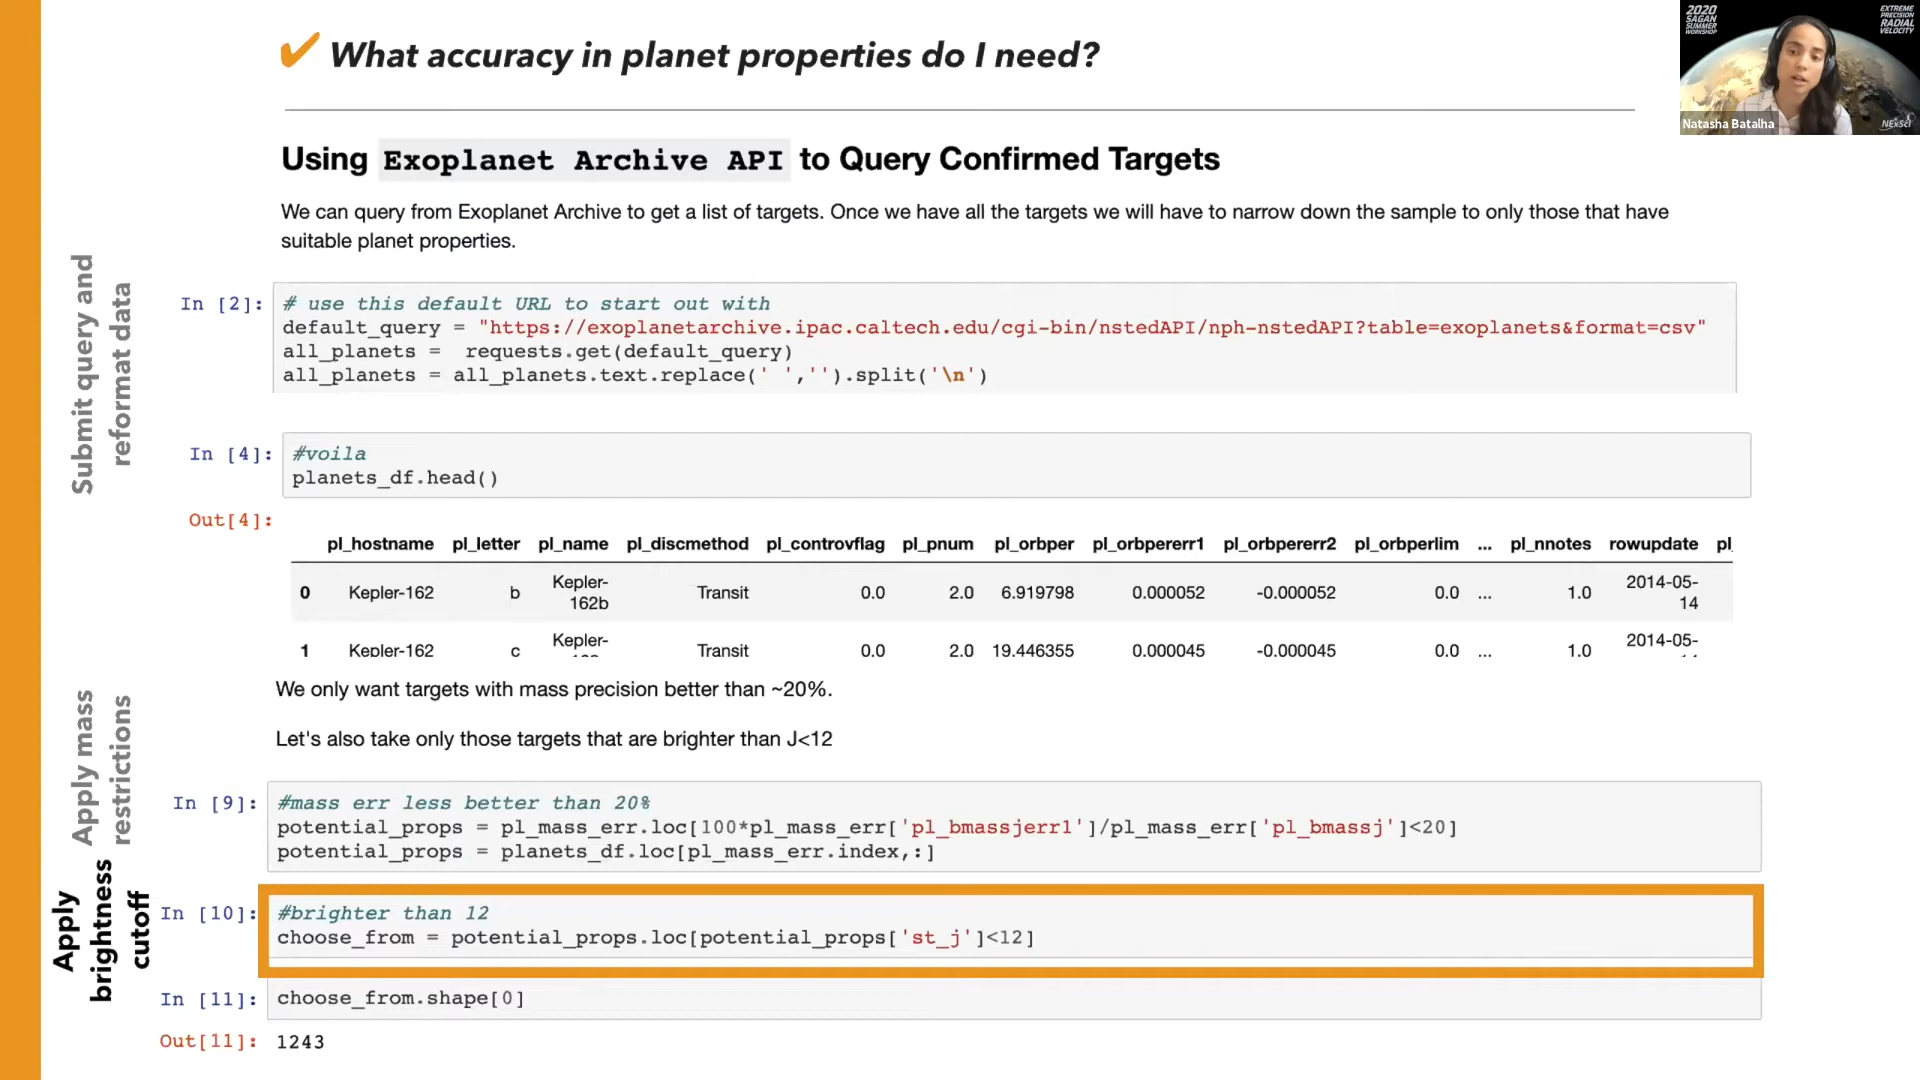 ✔ What accuracy in planet properties do I need?
2020
SAGAN
SUMMER
WORKSHOP
EXTREME
PRECISION
RADIAL
VELOCITY
Natasha Batalha
NExScI
Using Exoplanet Archive API to Query Confirmed Targets
We can query from Exoplanet Archive to get a list of targets. Once we have all the targets we will have to narrow down the sample to only those that have
suitable planet properties.
Submit query and
reformat data
In [2]:
# use this default URL to start out with
default_query = "https://exoplanetarchive.ipac.caltech.edu/cgi-bin/nstedAPI/nph-nstedAPI?table=exoplanets&format=csv"
all_planets =  requests.get(default_query)
all_planets = all_planets.text.replace(' ','').split('\n')
In [4]:
#voila
planets_df.head()
Out[4]:
pl_hostname pl_letter pl_name pl_discmethod pl_controvflag pl_pnum pl_orbper pl_orbpererr1 pl_orbpererr2 pl_orbperlim ... pl_nnotes rowupdate pl_
0 Kepler-162 b Kepler-162b Transit 0.0 2.0 6.919798 0.000052 -0.000052 0.0 ... 1.0 2014-05-14
1 Kepler-162 c Kepler- Transit 0.0 2.0 19.446355 0.000045 -0.000045 0.0 ... 1.0 2014-05-
We only want targets with mass precision better than ~20%.
Let's also take only those targets that are brighter than J<12
Apply mass
restrictions
In [9]:
#mass err less better than 20%
potential_props = pl_mass_err.loc[100*pl_mass_err['pl_bmassjerr1']/pl_mass_err['pl_bmassj']<20]
potential_props = planets_df.loc[pl_mass_err.index,:]
Apply
brightness
cutoff
In [10]:
#brighter than 12
choose_from = potential_props.loc[potential_props['st_j']<12]
In [11]:
choose_from.shape[0]
Out[11]:
1243